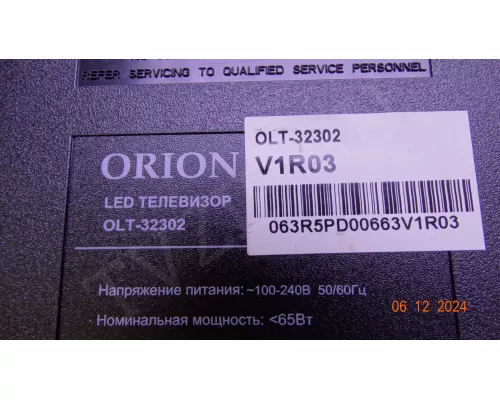 REFER SERVICING TO QUALIFIED SERVICE PERSONNEL
OLT-32302
V1R03
063R5PD00663V1R03
ORION
LED ТЕЛЕВИЗОР
OLT-32302
Напряжение питания: ~100-240В 50/60Гц
Номинальная мощность: <65Вт
06 12 2024